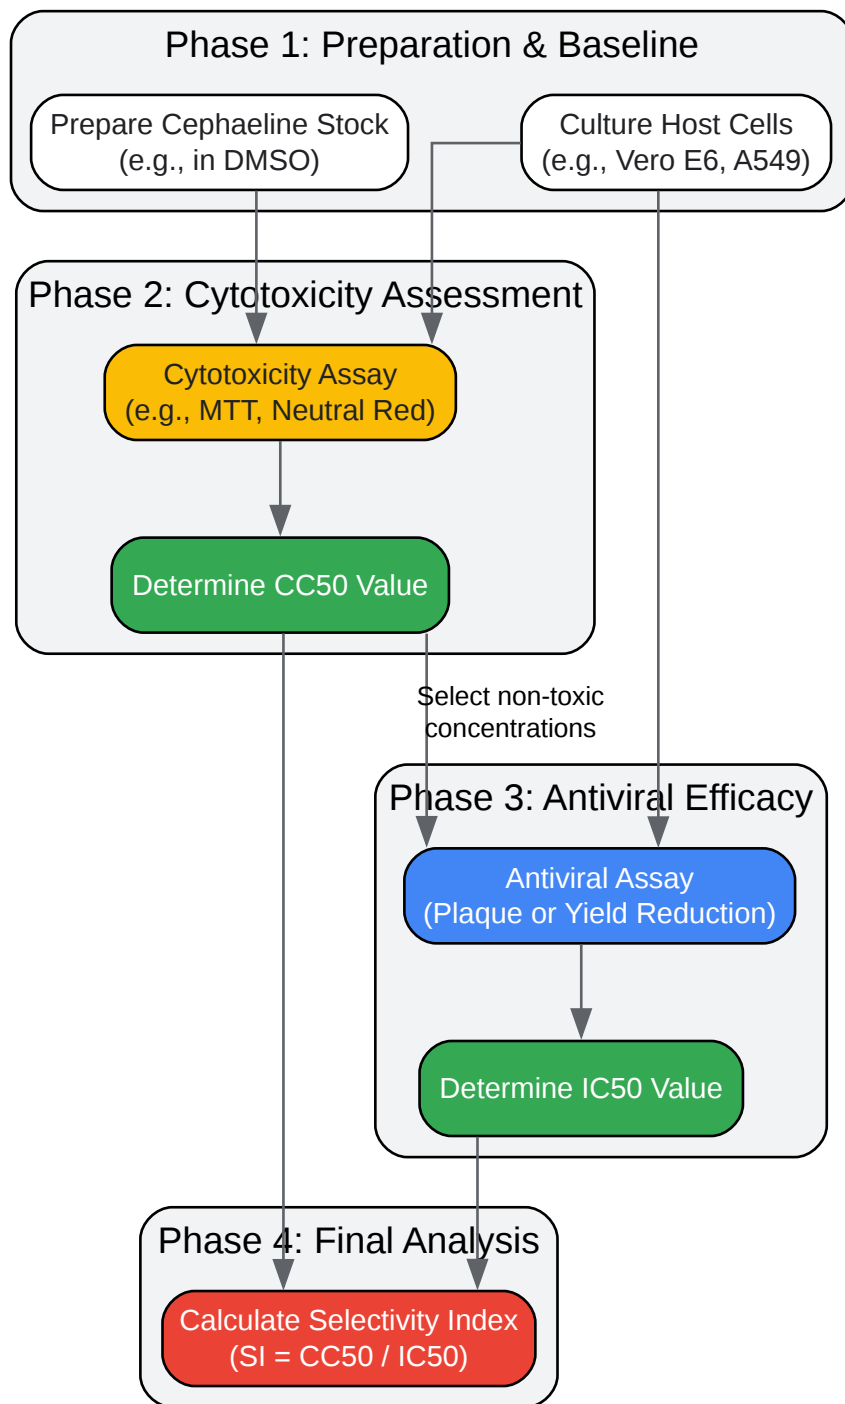 Phase 1: Preparation & Baseline
Prepare Cephaeline Stock
(e.g., in DMSO)
Culture Host Cells
(e.g., Vero E6, A549)
Phase 2: Cytotoxicity Assessment
Cytotoxicity Assay
(e.g., MTT, Neutral Red)
Determine CC50 Value
Select non-toxic
concentrations
Phase 3: Antiviral Efficacy
Antiviral Assay
(Plaque or Yield Reduction)
Determine IC50 Value
Phase 4: Final Analysis
Calculate Selectivity Index
(SI = CC50 / IC50)